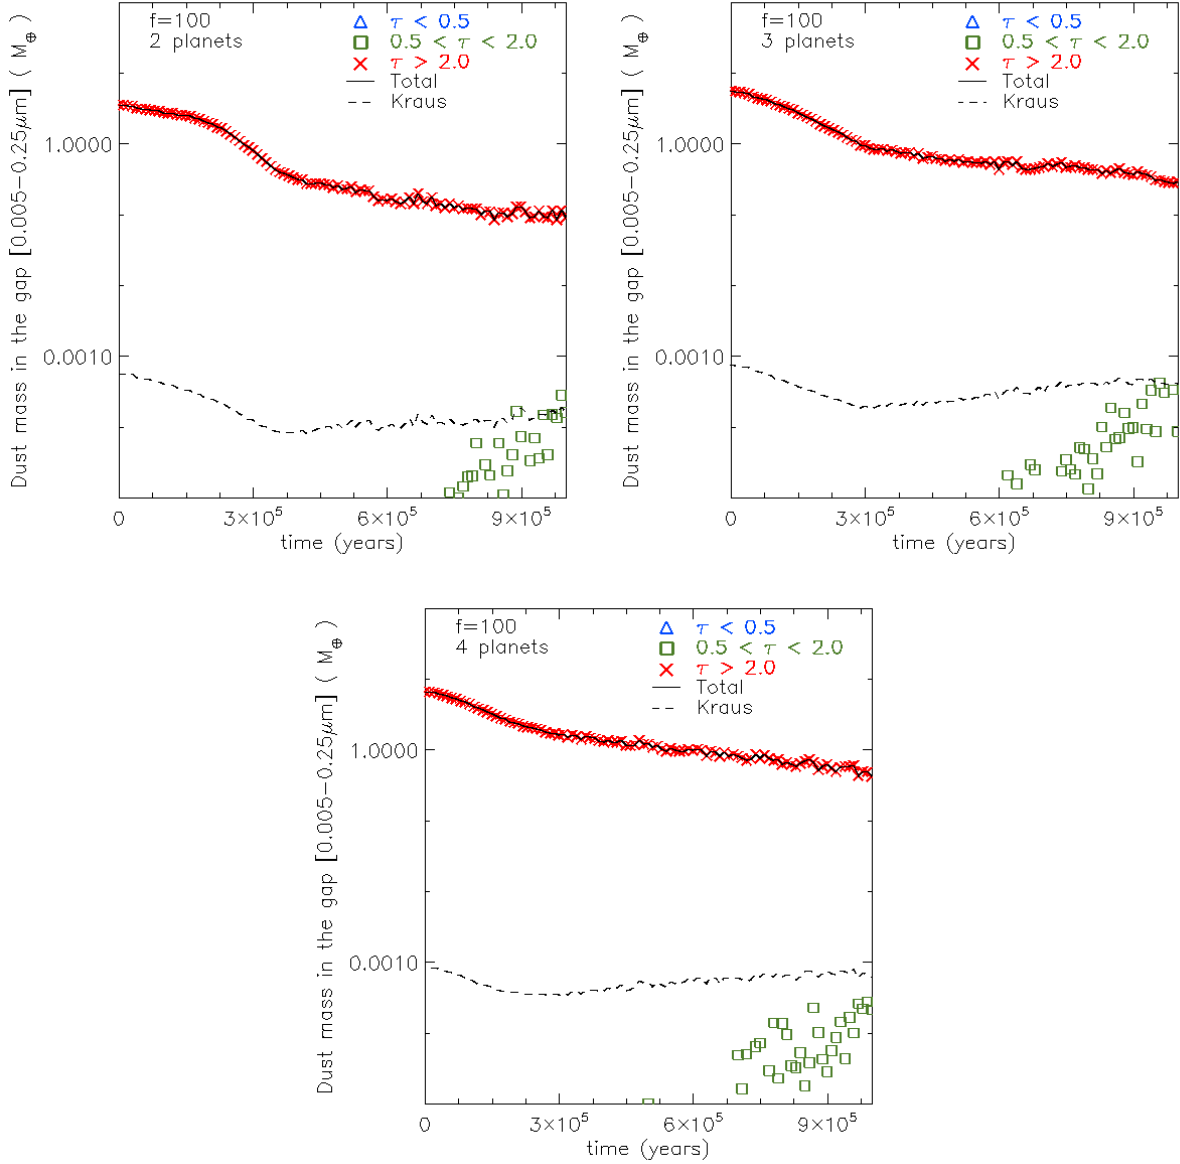 f=100
2 planets
τ < 0.5
0.5 < τ < 2.0
τ > 2.0
Total
Kraus
Dust mass in the gap [0.005−0.25μm] ( M⊕ )
1.0000
0.0010
0
3×10⁵
6×10⁵
9×10⁵
time (years)
f=100
3 planets
τ < 0.5
0.5 < τ < 2.0
τ > 2.0
Total
Kraus
Dust mass in the gap [0.005−0.25μm] ( M⊕ )
1.0000
0.0010
0
3×10⁵
6×10⁵
9×10⁵
time (years)
f=100
4 planets
τ < 0.5
0.5 < τ < 2.0
τ > 2.0
Total
Kraus
Dust mass in the gap [0.005−0.25μm] ( M⊕ )
1.0000
0.0010
0
3×10⁵
6×10⁵
9×10⁵
time (years)